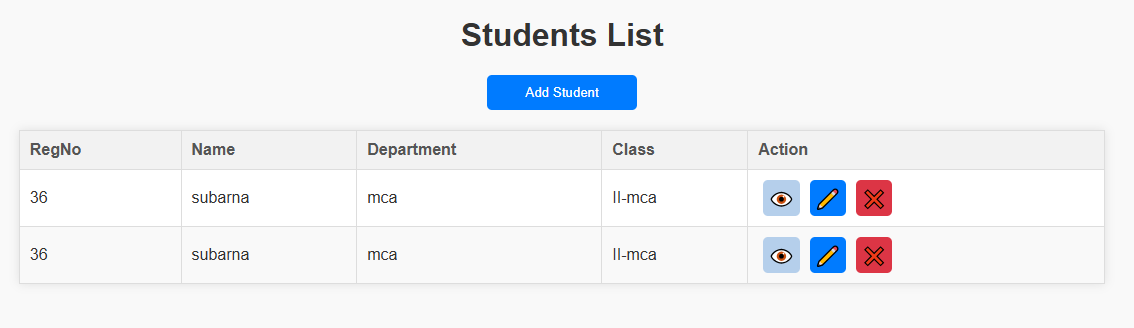 Students List
Add Student
RegNo Name Department Class Action
36 subarna mca II-mca
36 subarna mca II-mca